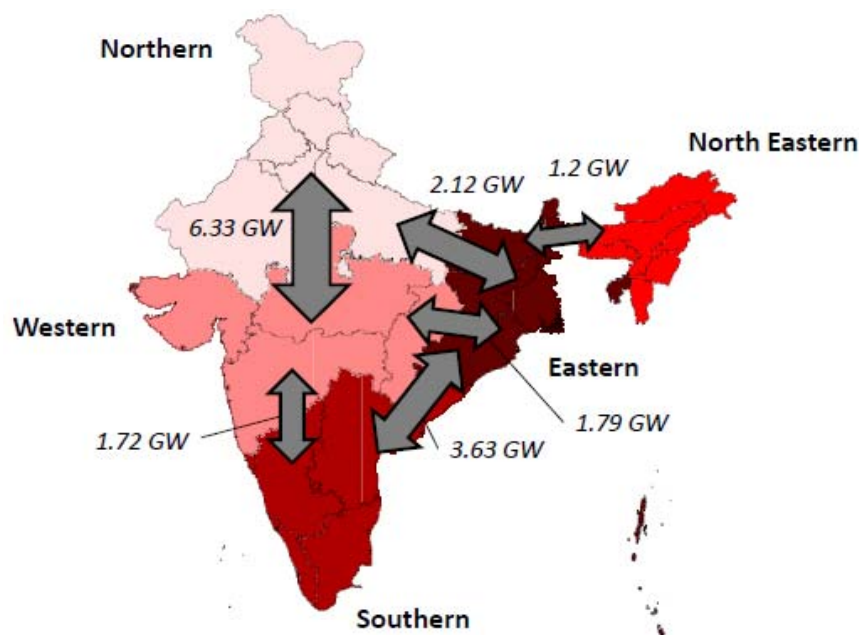 Northern
North Eastern
2.12 GW
1.2 GW
6.33 GW
Western
Eastern
1.72 GW
3.63 GW
1.79 GW
Southern